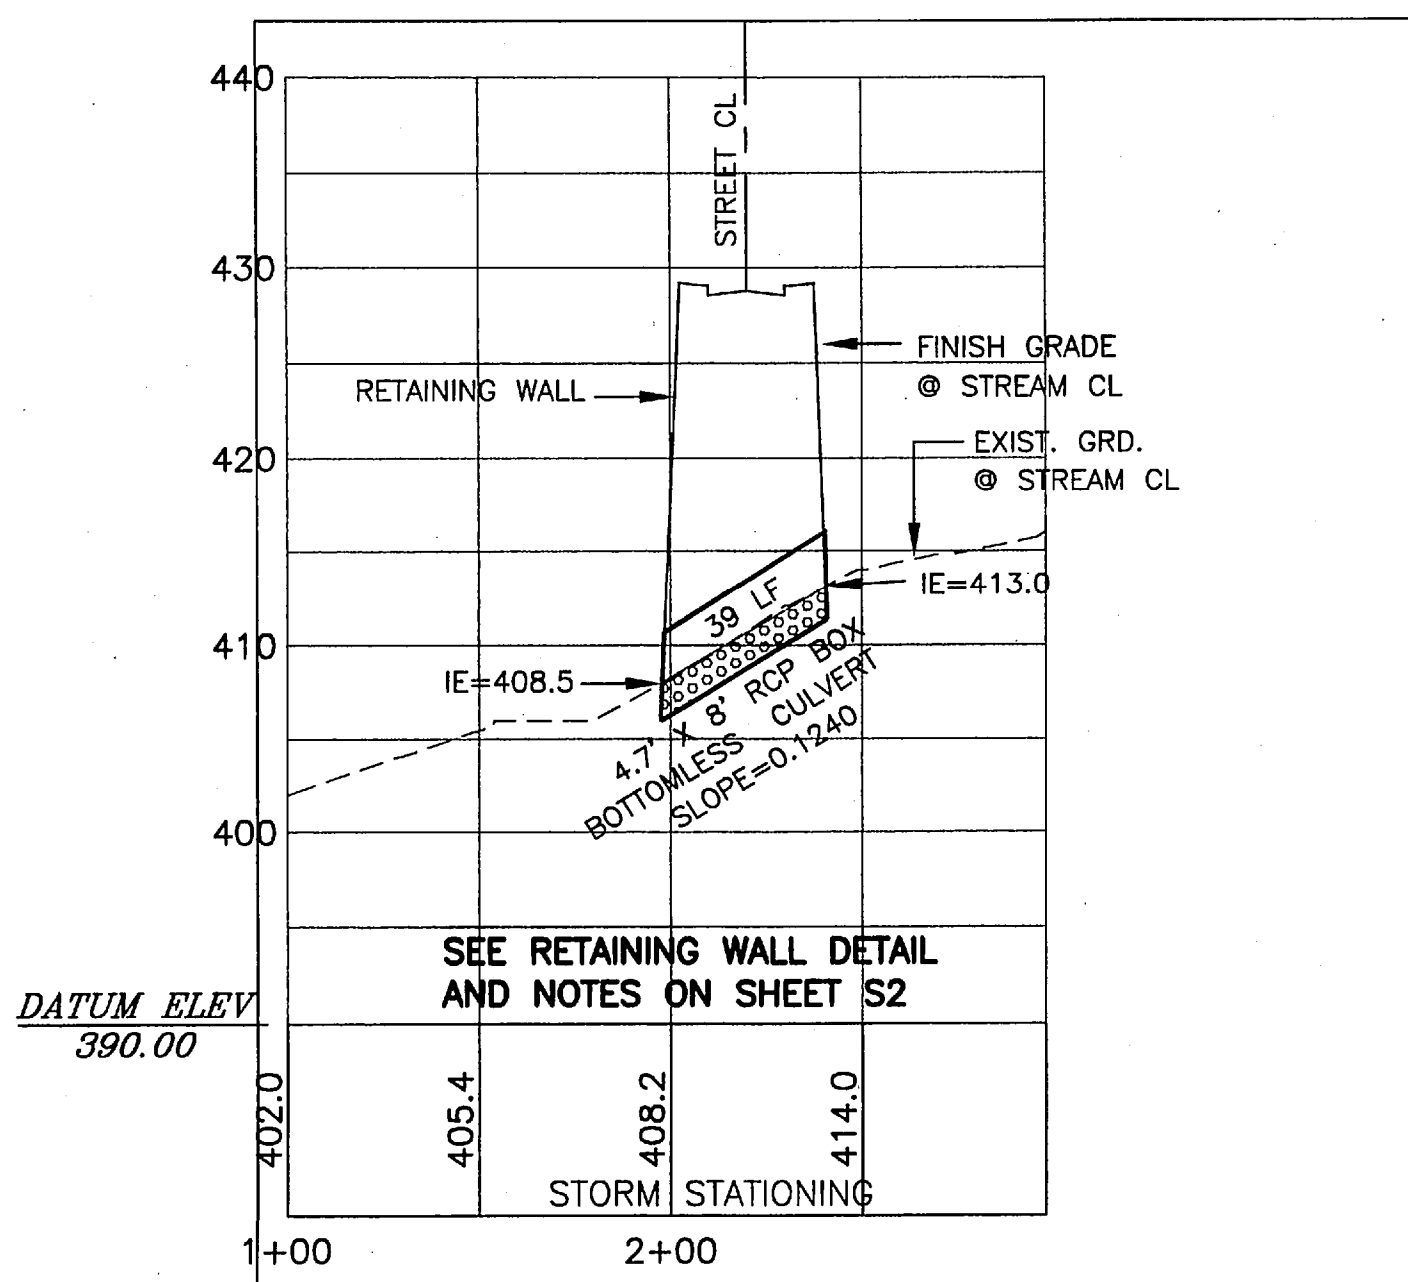 440
STREET CL
430
FINISH GRADE
@ STREAM CL
RETAINING WALL
EXIST. GRD.
@ STREAM CL
420
IE=413.0
39 LF
410
IE=408.5
4.7' X 8' RCP BOX
BOTTOMLESS CULVERT
SLOPE=0.1240
400
SEE RETAINING WALL DETAIL
AND NOTES ON SHEET S2
DATUM ELEV
390.00
402.0
405.4
408.2
414.0
STORM STATIONING
1+00
2+00